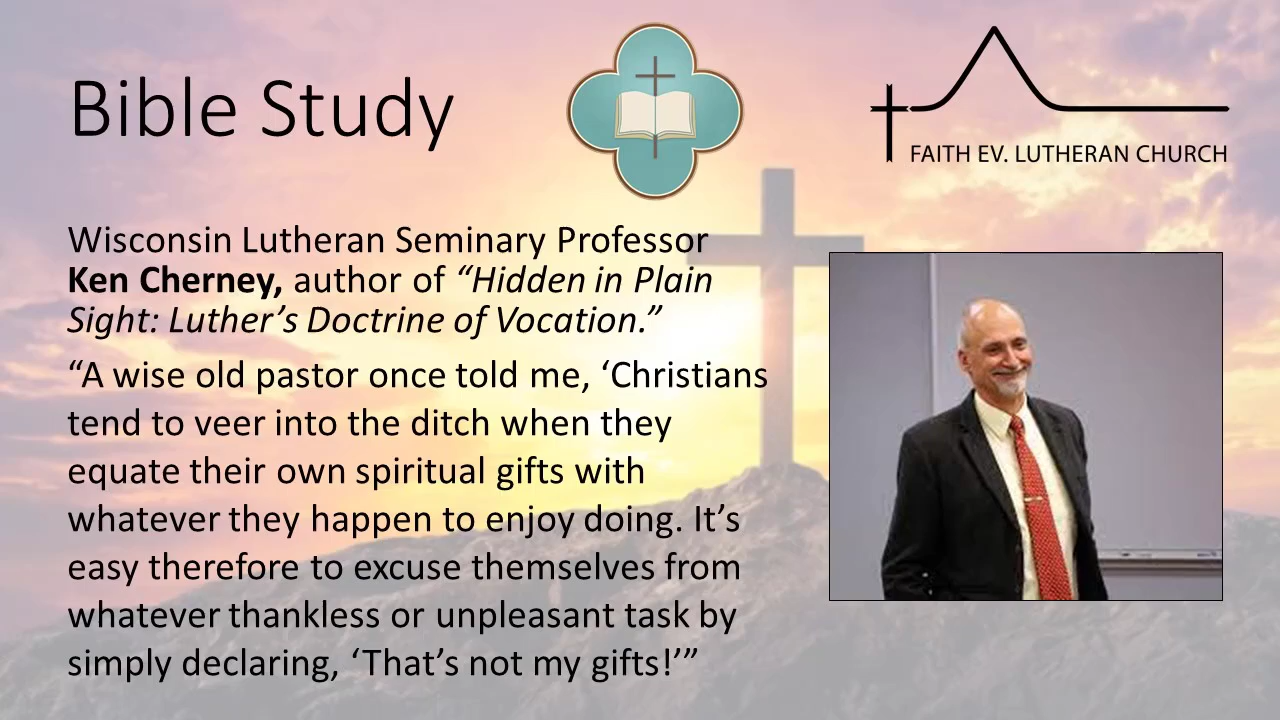 Bible Study
FAITH EV. LUTHERAN CHURCH
Wisconsin Lutheran Seminary Professor
Ken Cherney, author of “Hidden in Plain
Sight: Luther’s Doctrine of Vocation.”
“A wise old pastor once told me, ‘Christians
tend to veer into the ditch when they
equate their own spiritual gifts with
whatever they happen to enjoy doing. It’s
easy therefore to excuse themselves from
whatever thankless or unpleasant task by
simply declaring, ‘That’s not my gifts!’”